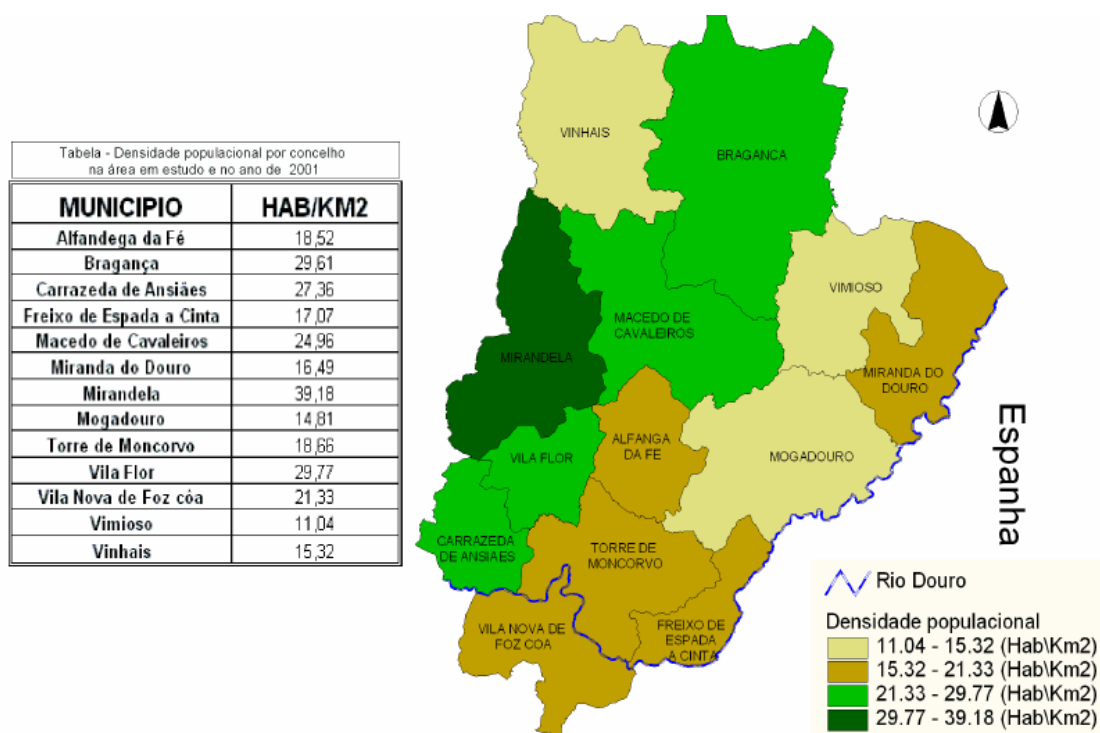 Tabela - Densidade populacional por concelho
na área em estudo e no ano de 2001
MUNICIPIO HAB/KM2
Alfandega da Fé 18,52
Bragança 29,61
Carrazeda de Ansiães 27,36
Freixo de Espada a Cinta 17,07
Macedo de Cavaleiros 24,96
Miranda do Douro 16,49
Mirandela 39,18
Mogadouro 14,81
Torre de Moncorvo 18,66
Vila Flor 29,77
Vila Nova de Foz côa 21,33
Vimioso 11,04
Vinhais 15,32
VINHAIS
BRAGANCA
VIMIOSO
MACEDO DE
CAVALEIROS
MIRANDELA
MIRANDA DO
DOURO
ALFANGA
DA FE
VILA FLOR
MOGADOURO
CARRAZEDA
DE ANSIAES
TORRE DE
MONCORVO
VILA NOVA DE
FOZ COA
FREIXO DE
ESPADA
A CINTA
Espanha
Rio Douro
Densidade populacional
11.04 - 15.32 (Hab\Km2)
15.32 - 21.33 (Hab\Km2)
21.33 - 29.77 (Hab\Km2)
29.77 - 39.18 (Hab\Km2)